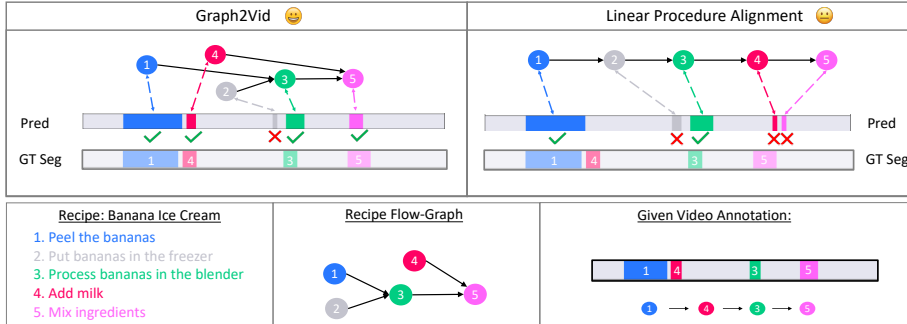 Graph2Vid
1
4
2
3
5
Pred
GT Seg
1
4
3
5
Linear Procedure Alignment
1
2
3
4
5
Pred
GT Seg
1
4
3
5
Recipe: Banana Ice Cream
1. Peel the bananas
2. Put bananas in the freezer
3. Process bananas in the blender
4. Add milk
5. Mix ingredients
Recipe Flow-Graph
1
4
2
3
5
Given Video Annotation:
1
4
3
5
1
4
3
5